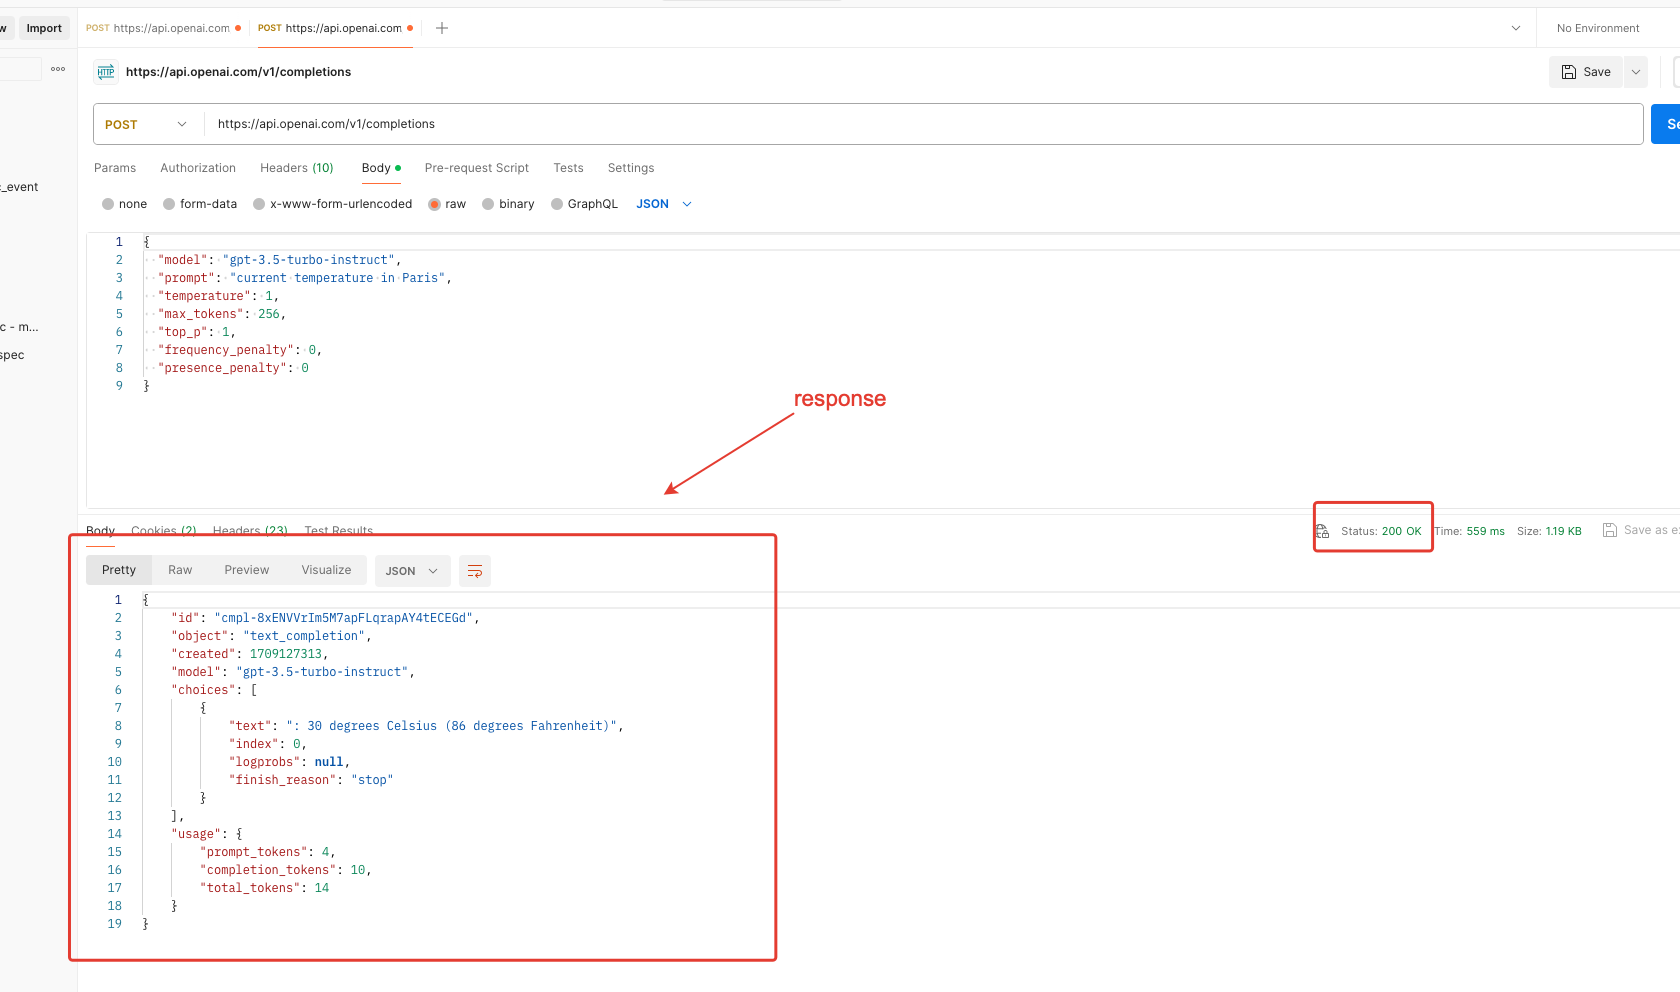 w Import POST https://api.openai.com POST https://api.openai.com No Environment
https://api.openai.com/v1/completions Save
POST https://api.openai.com/v1/completions Se
Params Authorization Headers (10) Body Pre-request Script Tests Settings
c_event
none form-data x-www-form-urlencoded raw binary GraphQL JSON
1 {
2 "model": "gpt-3.5-turbo-instruct",
3 "prompt": "current temperature in Paris",
4 "temperature": 1,
5 "max_tokens": 256,
6 "top_p": 1,
7 "frequency_penalty": 0,
8 "presence_penalty": 0
9 }
c - m...
spec
response
Body Cookies (2) Headers (23) Test Results Status: 200 OK Time: 559 ms Size: 1.19 KB Save as e
Pretty Raw Preview Visualize JSON
1 {
2 "id": "cmpl-8xENVVrIm5M7apFLqrapAY4tECEGd",
3 "object": "text_completion",
4 "created": 1709127313,
5 "model": "gpt-3.5-turbo-instruct",
6 "choices": [
7 {
8 "text": ": 30 degrees Celsius (86 degrees Fahrenheit)",
9 "index": 0,
10 "logprobs": null,
11 "finish_reason": "stop"
12 }
13 ],
14 "usage": {
15 "prompt_tokens": 4,
16 "completion_tokens": 10,
17 "total_tokens": 14
18 }
19 }